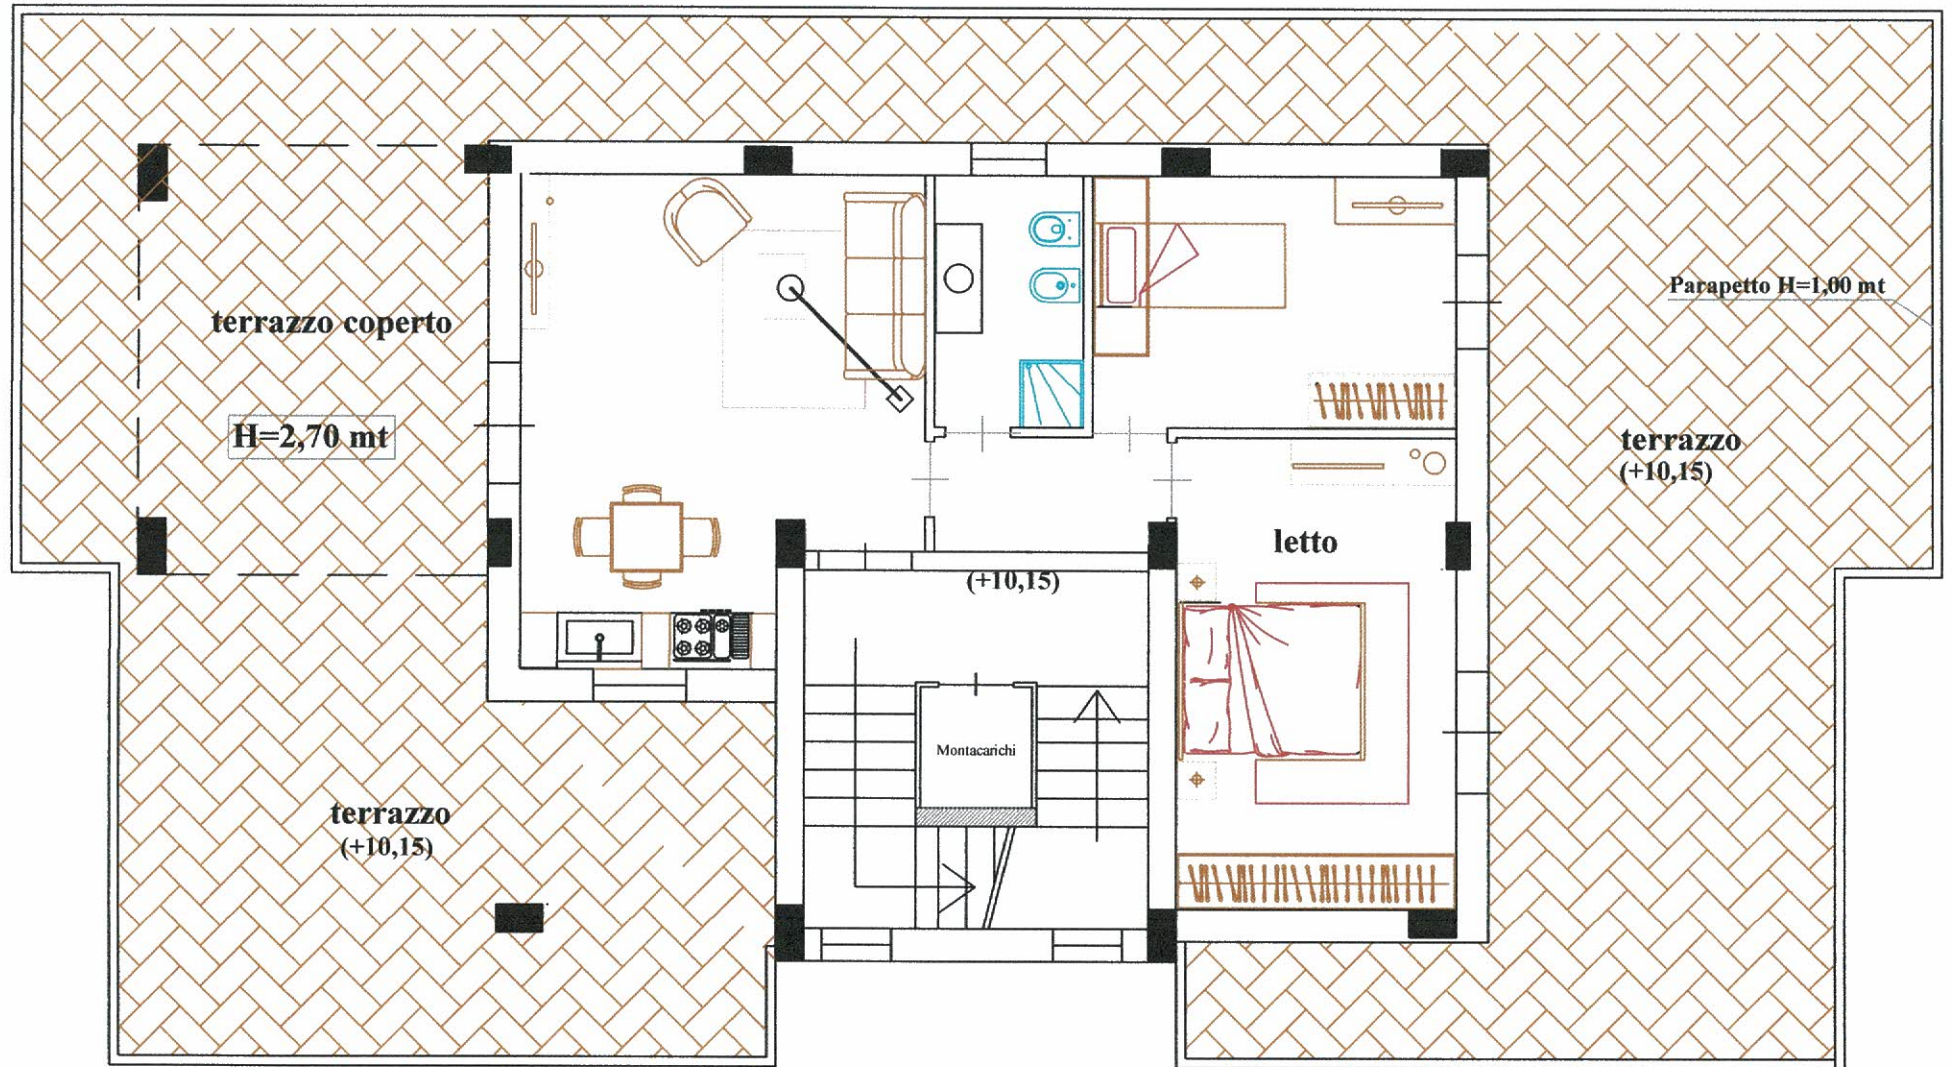 terrazzo coperto
H=2,70 mt
Parapetto H=1,00 mt
terrazzo
(+10,15)
letto
(+10,15)
Montacarichi
terrazzo
(+10,15)